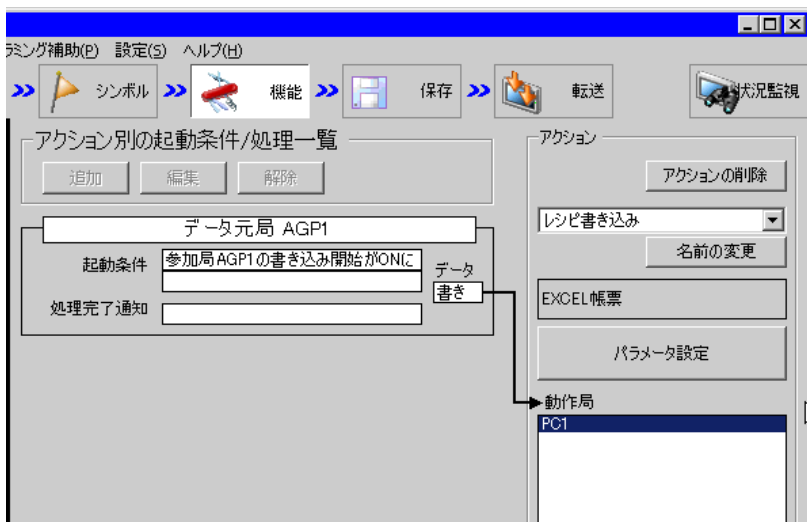 ラミング補助(P) 設定(S) ヘルプ(H)
シンボル 機能 保存 転送 状況監視
アクション別の起動条件/処理一覧
追加 編集 解除
データ元局 AGP1
起動条件 参加局AGP1の書き込み開始がONに
データ
書き
処理完了通知
アクション
アクションの削除
レシピ書き込み
名前の変更
EXCEL帳票
パラメータ設定
動作局
PC1